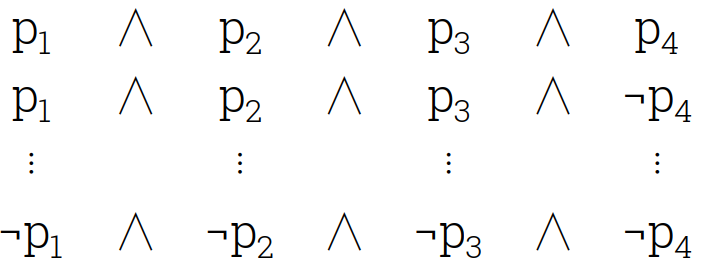 p₁ ∧ p₂ ∧ p₃ ∧ p₄
p₁ ∧ p₂ ∧ p₃ ∧ ¬p₄
⋮ ⋮ ⋮ ⋮
¬p₁ ∧ ¬p₂ ∧ ¬p₃ ∧ ¬p₄